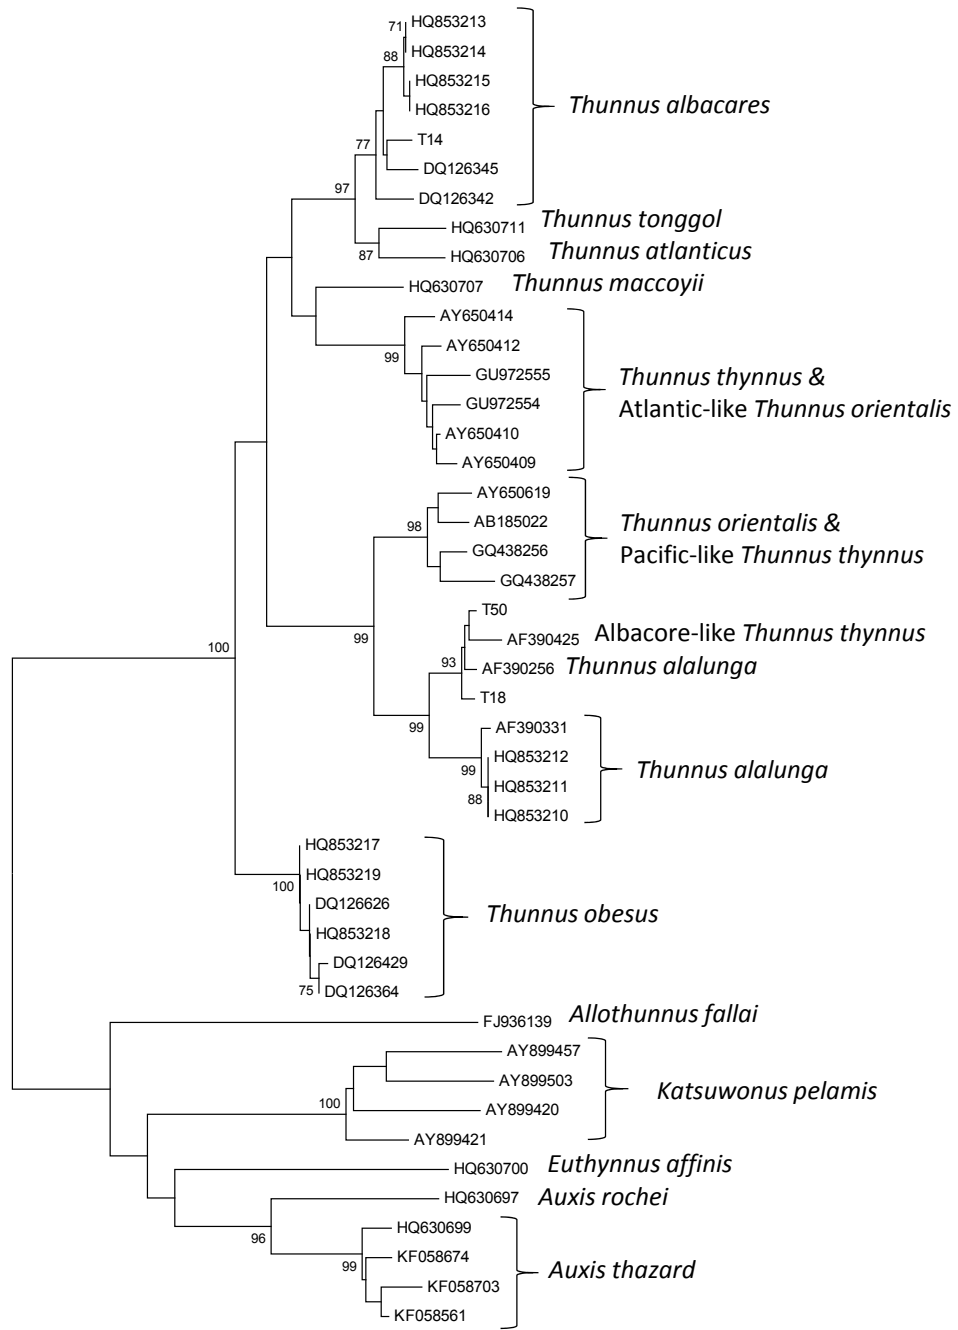 71
HQ853213
HQ853214
88
HQ853215
HQ853216
Thunnus albacares
T14
77
DQ126345
97
DQ126342
HQ630711 Thunnus tonggol
87
HQ630706 Thunnus atlanticus
HQ630707 Thunnus maccoyii
AY650414
99
AY650412
GU972555
Thunnus thynnus &
GU972554
Atlantic-like Thunnus orientalis
AY650410
AY650409
AY650619
98
AB185022
Thunnus orientalis &
GQ438256
Pacific-like Thunnus thynnus
GQ438257
T50
99
100
AF390425 Albacore-like Thunnus thynnus
93
AF390256 Thunnus alalunga
T18
99
AF390331
HQ853212
99
Thunnus alalunga
HQ853211
88
HQ853210
HQ853217
HQ853219
100
DQ126626
Thunnus obesus
HQ853218
DQ126429
75
DQ126364
FJ936139 Allothunnus fallai
AY899457
AY899503
Katsuwonus pelamis
100
AY899420
AY899421
HQ630700 Euthynnus affinis
HQ630697 Auxis rochei
96
HQ630699
99
KF058674
Auxis thazard
KF058703
KF058561